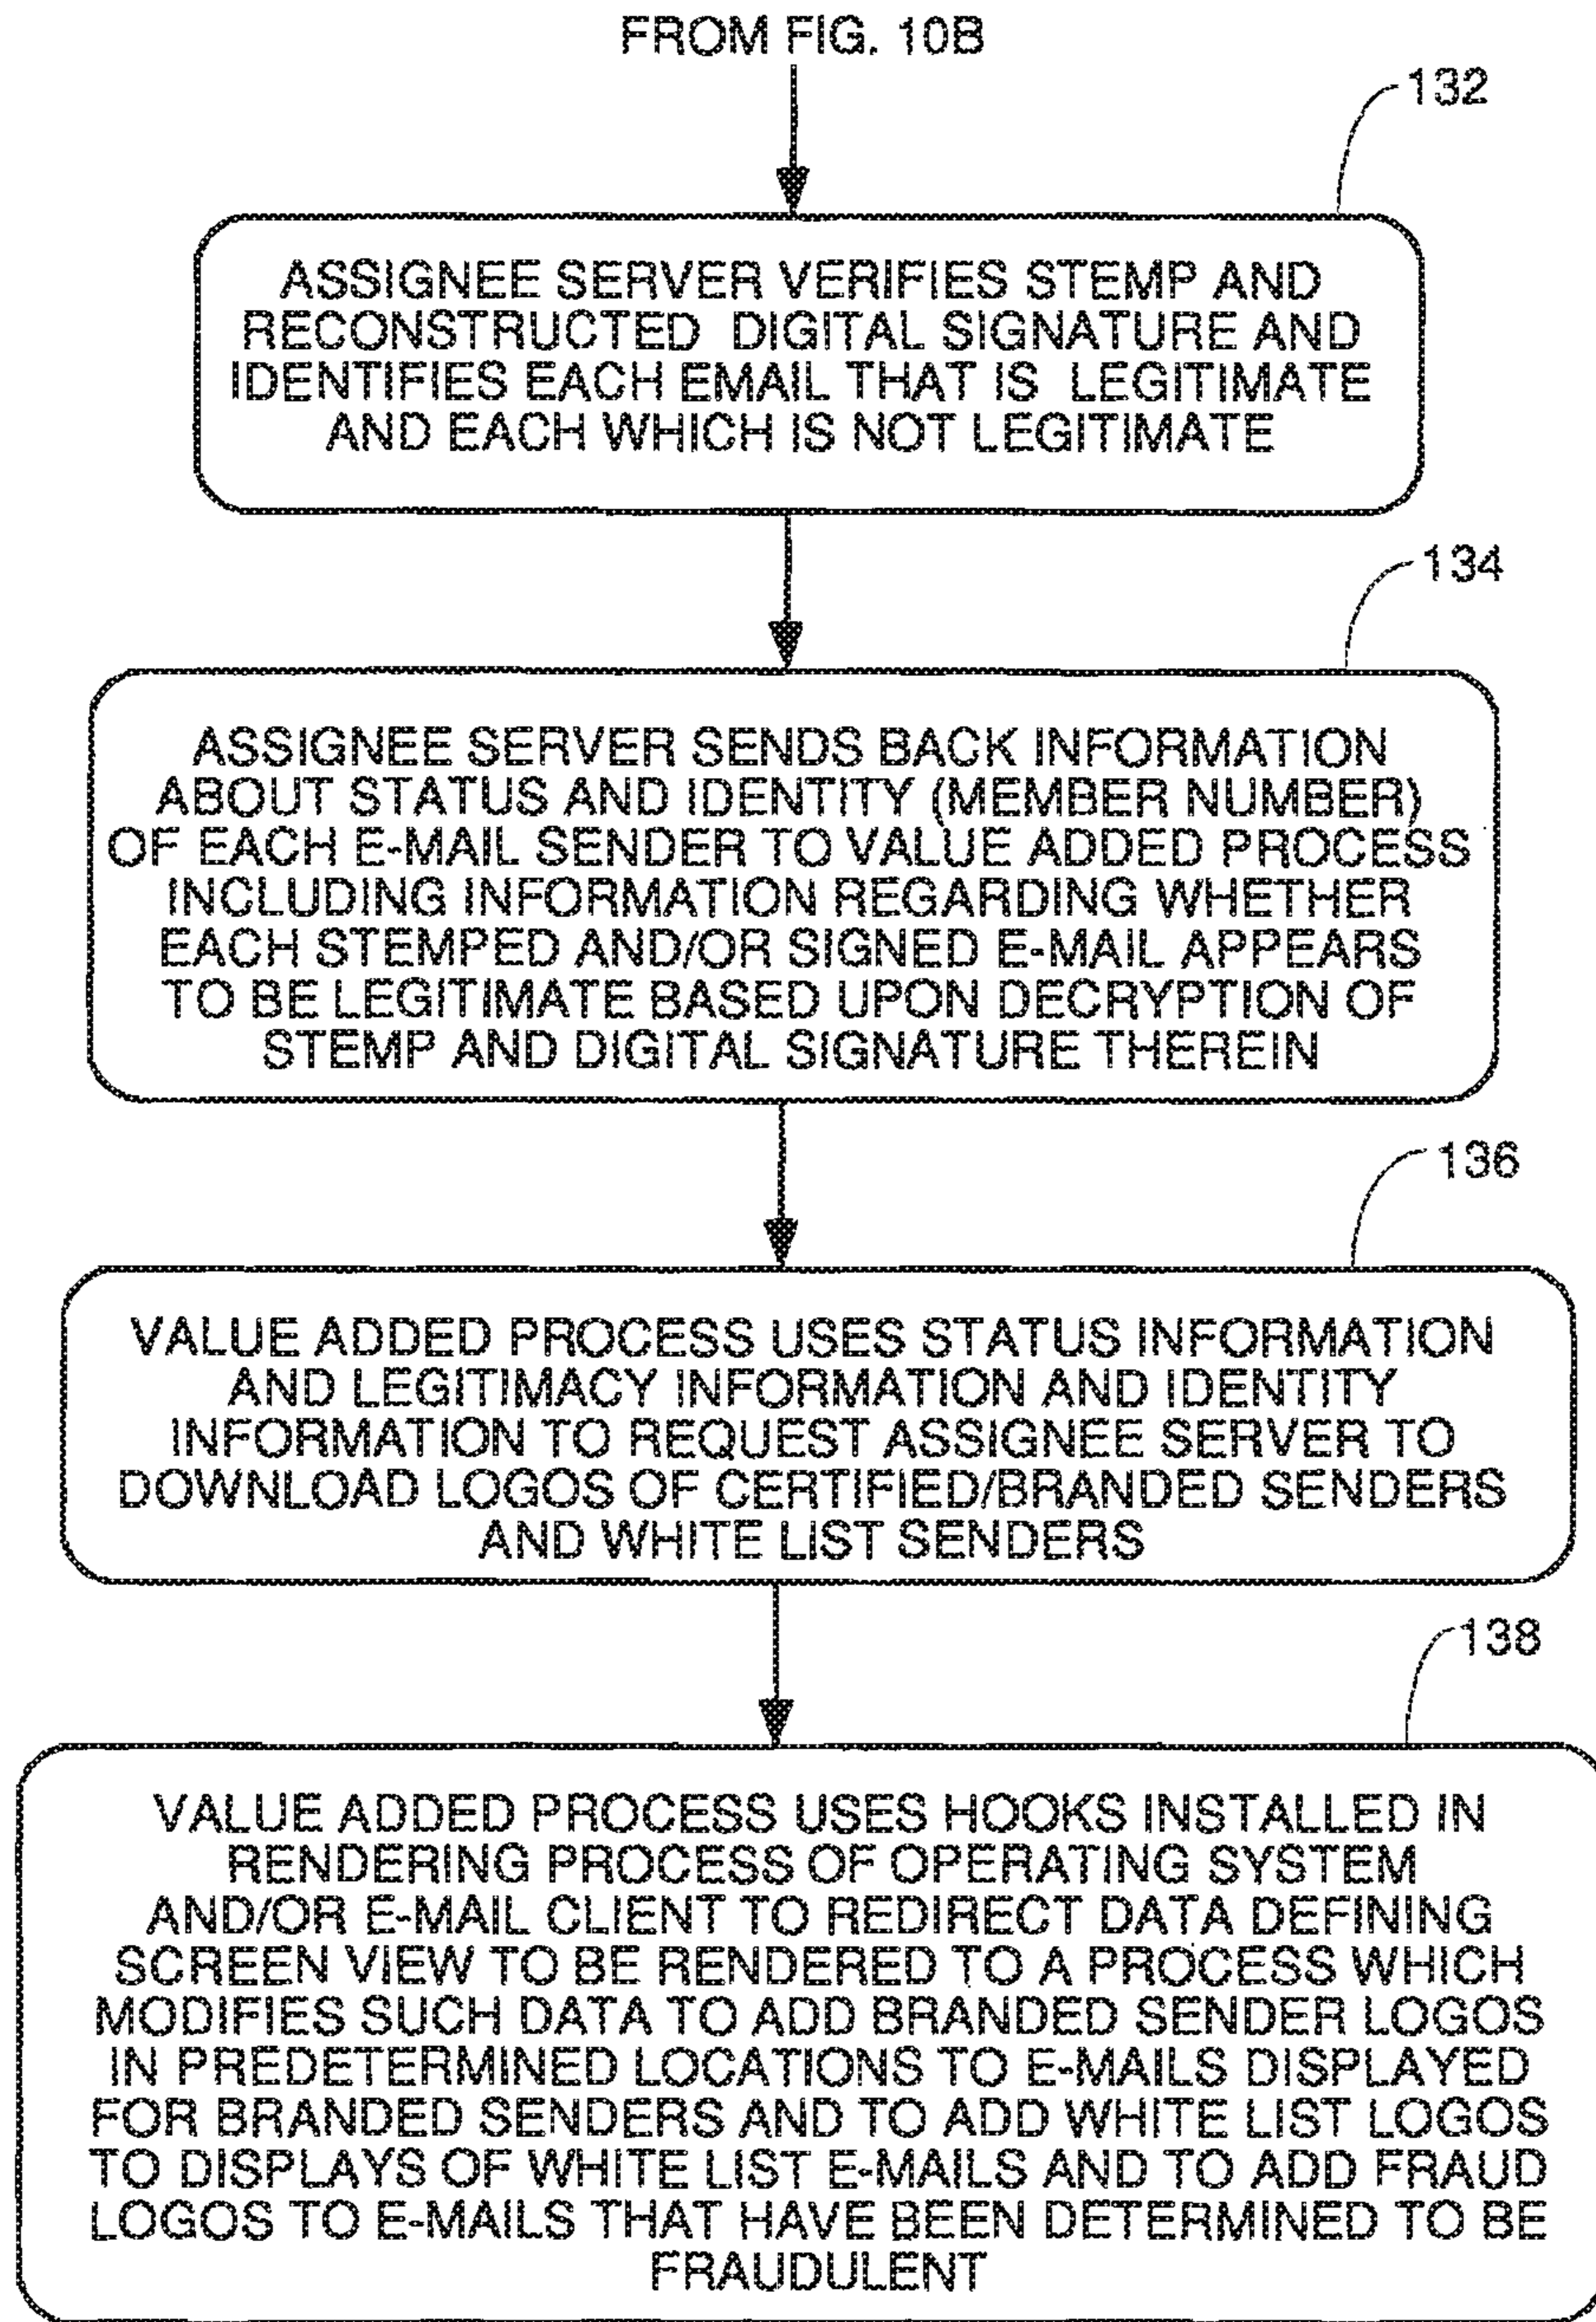 FROM FIG. 10B
132
ASSIGNEE SERVER VERIFIES STEMP AND
RECONSTRUCTED DIGITAL SIGNATURE AND
IDENTIFIES EACH EMAIL THAT IS LEGITIMATE
AND EACH WHICH IS NOT LEGITIMATE
134
ASSIGNEE SERVER SENDS BACK INFORMATION
ABOUT STATUS AND IDENTITY (MEMBER NUMBER)
OF EACH E-MAIL SENDER TO VALUE ADDED PROCESS
INCLUDING INFORMATION REGARDING WHETHER
EACH STEMPED AND/OR SIGNED E-MAIL APPEARS
TO BE LEGITIMATE BASED UPON DECRYPTION OF
STEMP AND DIGITAL SIGNATURE THEREIN
136
VALUE ADDED PROCESS USES STATUS INFORMATION
AND LEGITIMACY INFORMATION AND IDENTITY
INFORMATION TO REQUEST ASSIGNEE SERVER TO
DOWNLOAD LOGOS OF CERTIFIED/BRANDED SENDERS
AND WHITE LIST SENDERS
138
VALUE ADDED PROCESS USES HOOKS INSTALLED IN
RENDERING PROCESS OF OPERATING SYSTEM
AND/OR E-MAIL CLIENT TO REDIRECT DATA DEFINING
SCREEN VIEW TO BE RENDERED TO A PROCESS WHICH
MODIFIES SUCH DATA TO ADD BRANDED SENDER LOGOS
IN PREDETERMINED LOCATIONS TO E-MAILS DISPLAYED
FOR BRANDED SENDERS AND TO ADD WHITE LIST LOGOS
TO DISPLAYS OF WHITE LIST E-MAILS AND TO ADD FRAUD
LOGOS TO E-MAILS THAT HAVE BEEN DETERMINED TO BE
FRAUDULENT